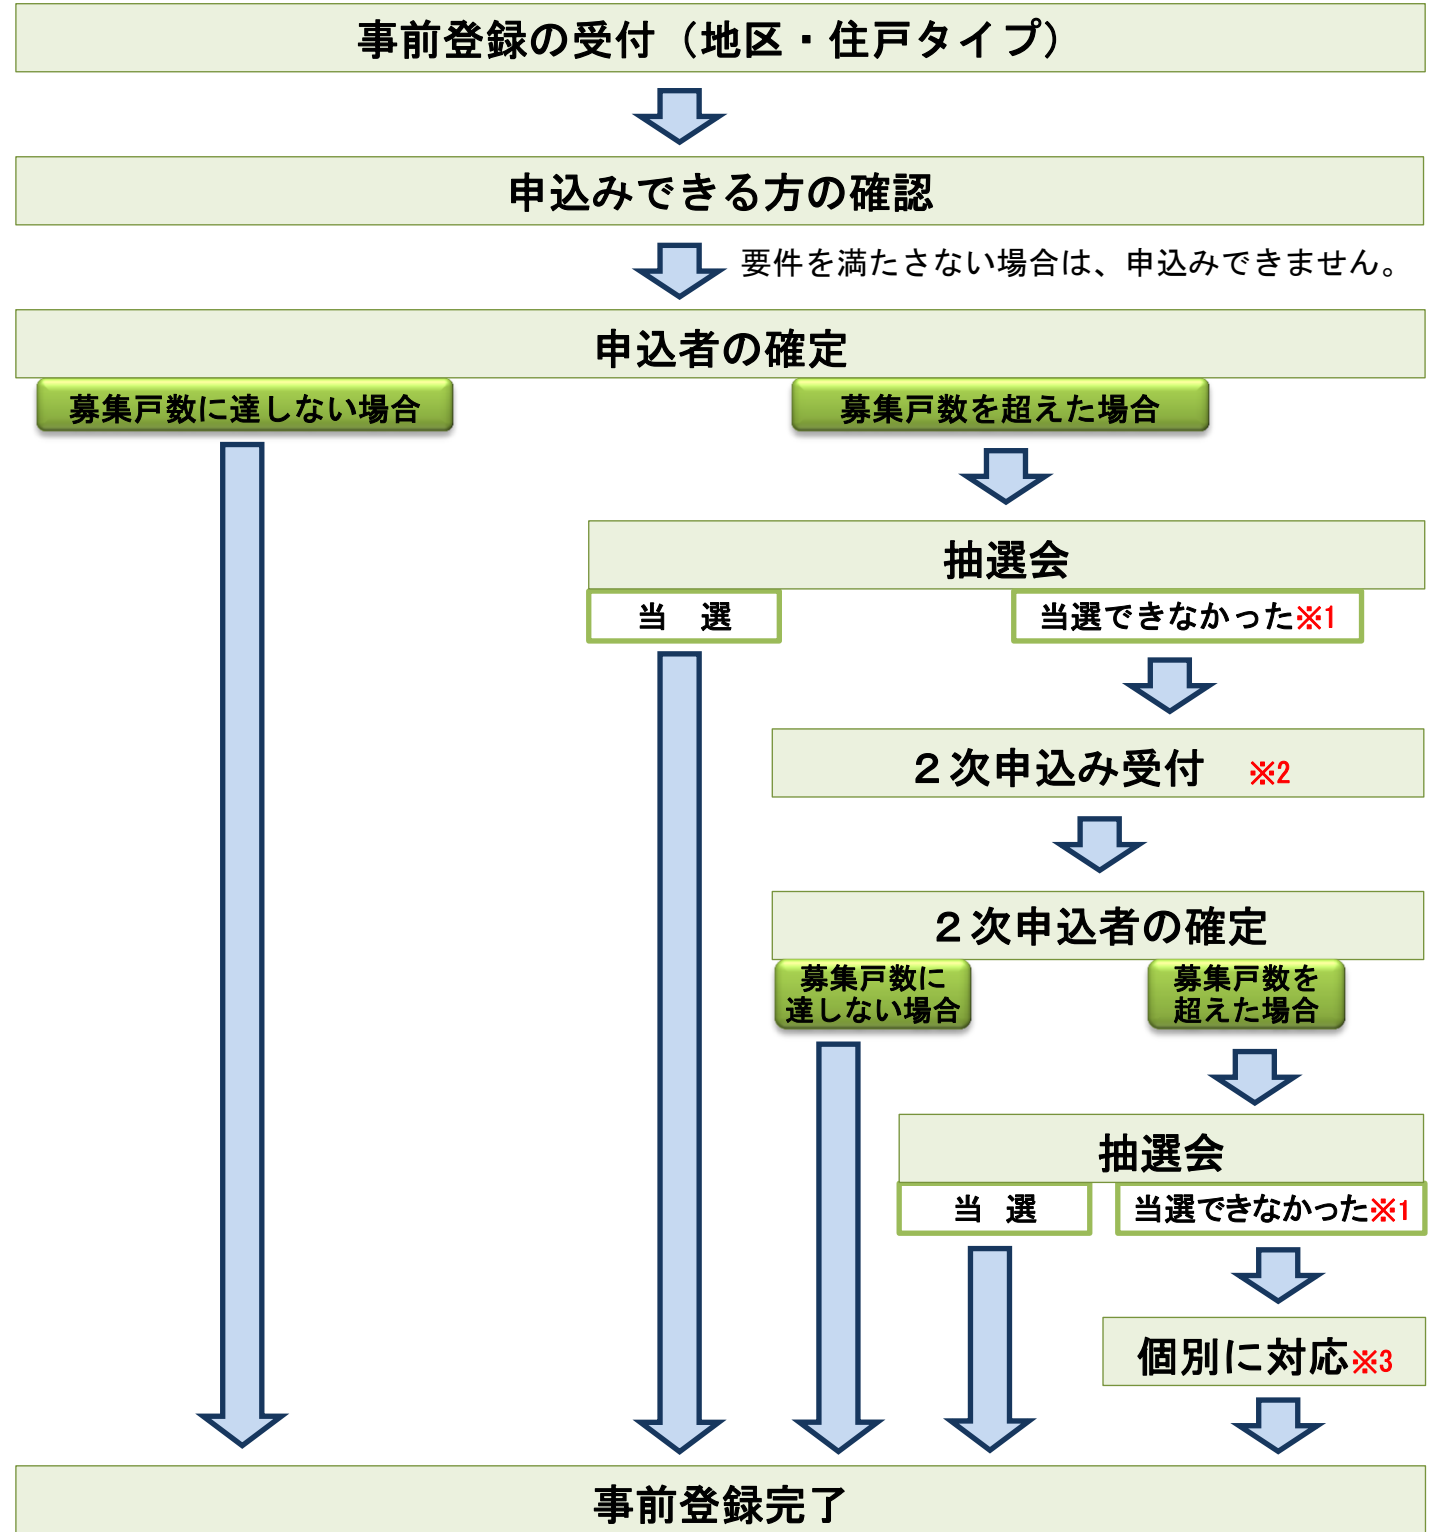 事前登録の受付（地区・住戸タイプ）
申込みできる方の確認
要件を満たさない場合は、申込みできません。
申込者の確定
募集戸数に達しない場合
募集戸数を超えた場合
抽選会
当　選
当選できなかった※1
２次申込み受付　※2
２次申込者の確定
募集戸数に
達しない場合
募集戸数を
超えた場合
抽選会
当　選
当選できなかった※1
個別に対応※3
事前登録完了